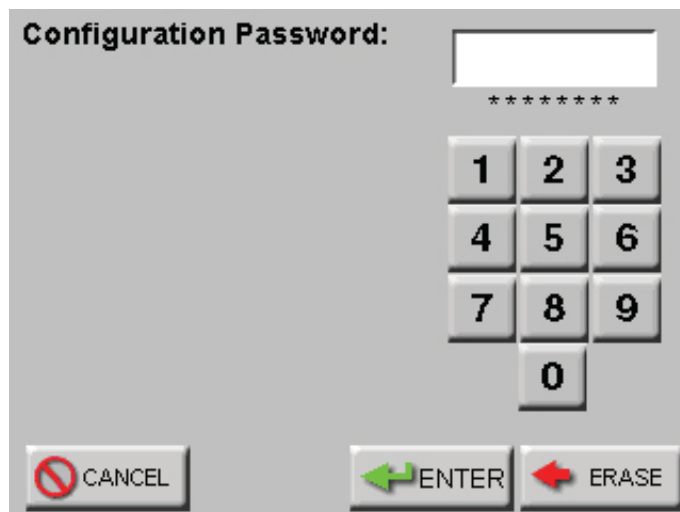 Configuration Password:
********
1 2 3
4 5 6
7 8 9
0
CANCEL ENTER ERASE